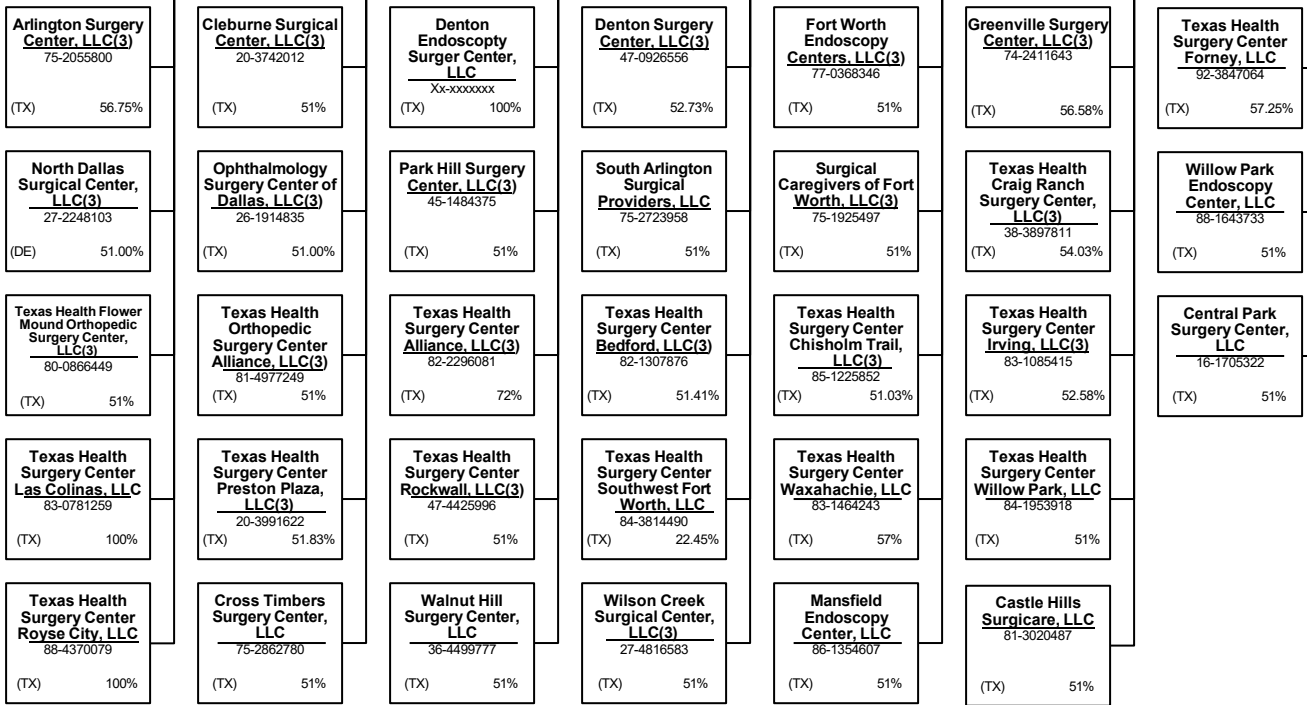 Arlington Surgery
Center, LLC(3)
75-2055800
(TX) 56.75%
Cleburne Surgical
Center, LLC(3)
20-3742012
(TX) 51%
Denton
Endoscopty
Surger Center,
LLC
Xx-xxxxxxx
(TX) 100%
Denton Surgery
Center, LLC(3)
47-0926556
(TX) 52.73%
Fort Worth
Endoscopy
Centers, LLC(3)
77-0368346
(TX) 51%
Greenville Surgery
Center, LLC(3)
74-2411643
(TX) 56.58%
Texas Health
Surgery Center
Forney, LLC
92-3847064
(TX) 57.25%
North Dallas
Surgical Center,
LLC(3)
27-2248103
(DE) 51.00%
Ophthalmology
Surgery Center of
Dallas, LLC(3)
26-1914835
(TX) 51.00%
Park Hill Surgery
Center, LLC(3)
45-1484375
(TX) 51%
South Arlington
Surgical
Providers, LLC
75-2723958
(TX) 51%
Surgical
Caregivers of Fort
Worth, LLC(3)
75-1925497
(TX) 51%
Texas Health
Craig Ranch
Surgery Center,
LLC(3)
38-3897811
(TX) 54.03%
Willow Park
Endoscopy
Center, LLC
88-1643733
(TX) 51%
Texas Health Flower
Mound Orthopedic
Surgery Center,
LLC(3)
80-0866449
(TX) 51%
Texas Health
Orthopedic
Surgery Center
Alliance, LLC(3)
81-4977249
(TX) 51%
Texas Health
Surgery Center
Alliance, LLC(3)
82-2296081
(TX) 72%
Texas Health
Surgery Center
Bedford, LLC(3)
82-1307876
(TX) 51.41%
Texas Health
Surgery Center
Chisholm Trail,
LLC(3)
85-1225852
(TX) 51.03%
Texas Health
Surgery Center
Irving, LLC(3)
83-1085415
(TX) 52.58%
Central Park
Surgery Center,
LLC
16-1705322
(TX) 51%
Texas Health
Surgery Center
Las Colinas, LLC
83-0781259
(TX) 100%
Texas Health
Surgery Center
Preston Plaza,
LLC(3)
20-3991622
(TX) 51.83%
Texas Health
Surgery Center
Rockwall, LLC(3)
47-4425996
(TX) 51%
Texas Health
Surgery Center
Southwest Fort
Worth, LLC
84-3814490
(TX) 22.45%
Texas Health
Surgery Center
Waxahachie, LLC
83-1464243
(TX) 57%
Texas Health
Surgery Center
Willow Park, LLC
84-1953918
(TX) 51%
Texas Health
Surgery Center
Royse City, LLC
88-4370079
(TX) 100%
Cross Timbers
Surgery Center,
LLC
75-2862780
(TX) 51%
Walnut Hill
Surgery Center,
LLC
36-4499777
(TX) 51%
Wilson Creek
Surgical Center,
LLC(3)
27-4816583
(TX) 51%
Mansfield
Endoscopy
Center, LLC
86-1354607
(TX) 51%
Castle Hills
Surgicare, LLC
81-3020487
(TX) 51%